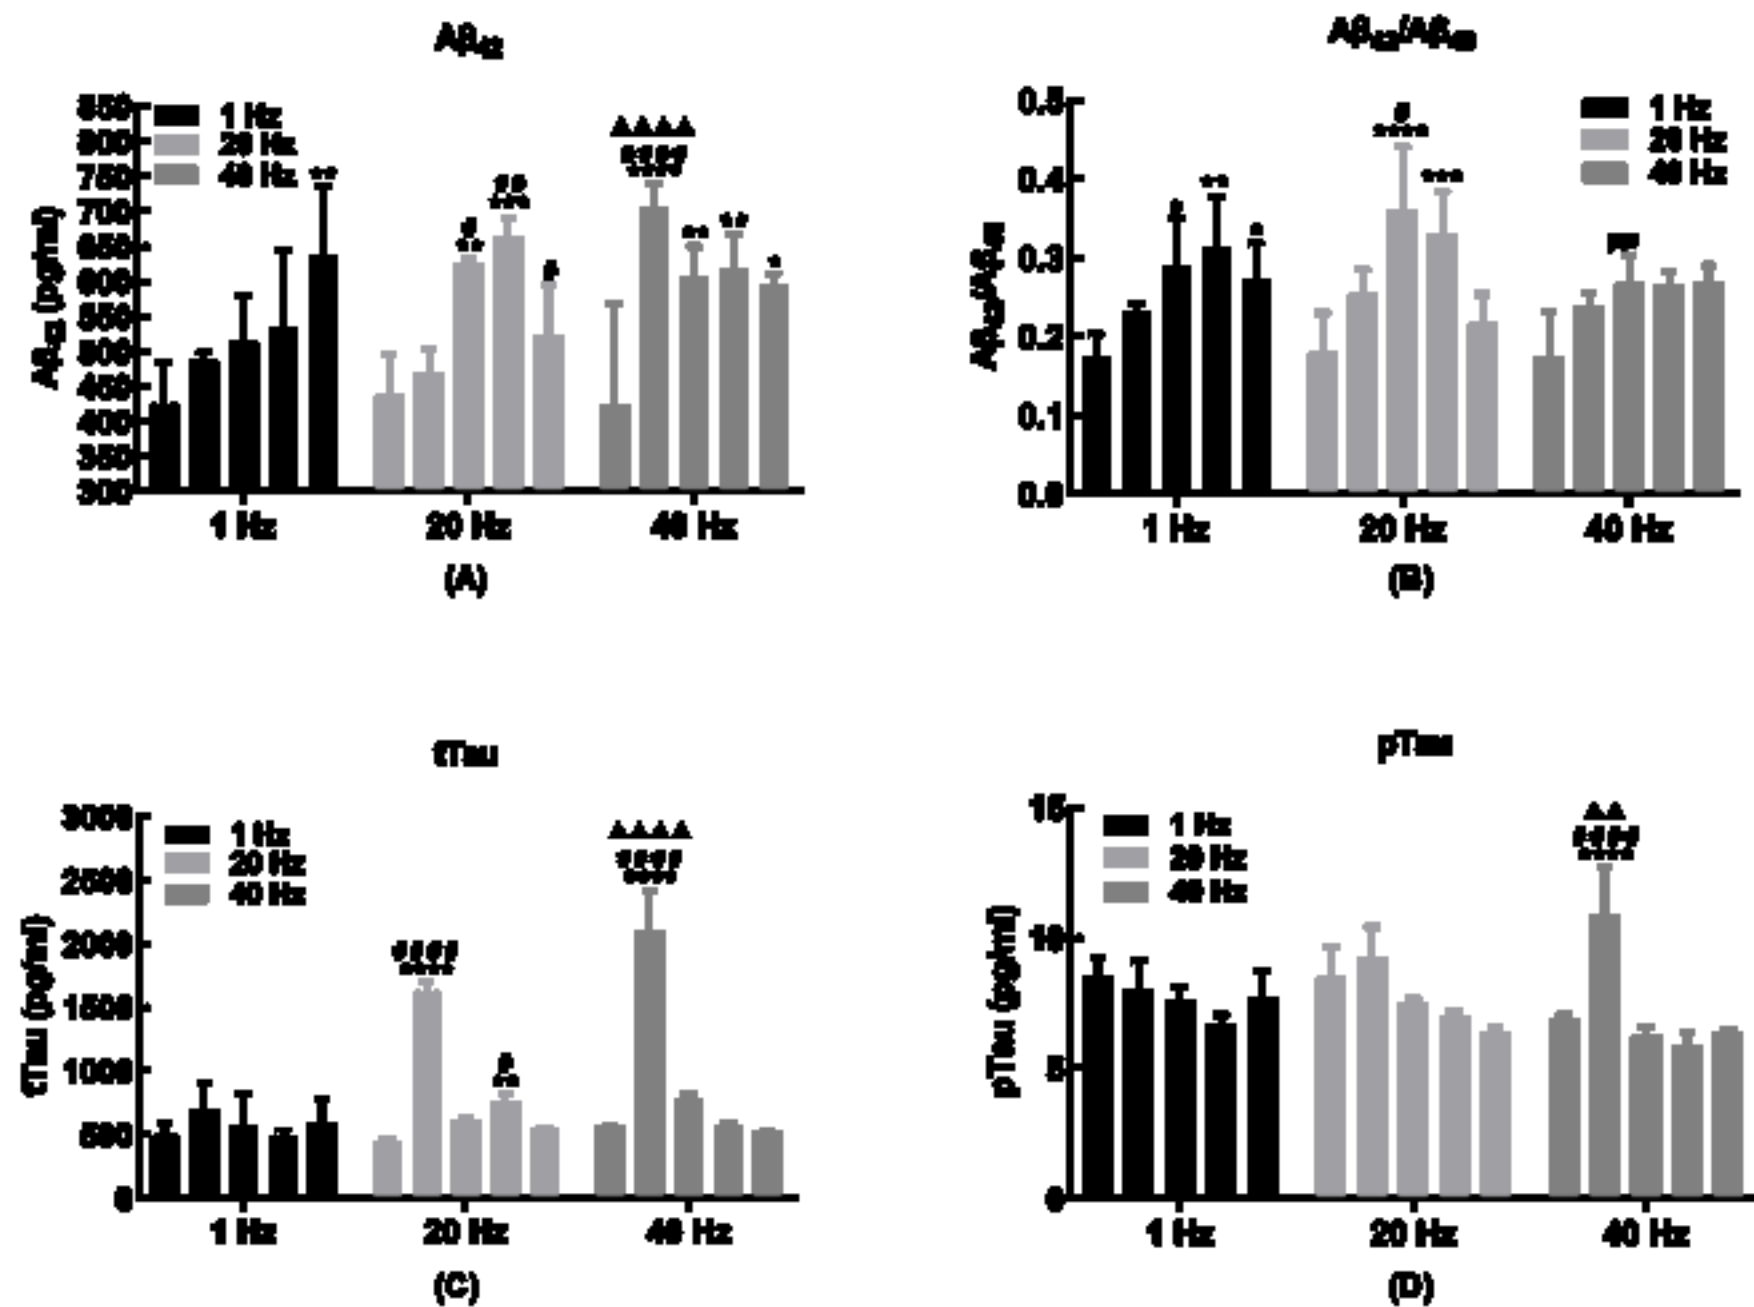 Aβ42
850
800
750
700
650
600
550
500
450
400
350
300
Aβ42 (pg/ml)
1 Hz
20 Hz
40 Hz
**
#
**
##
***
#
▲▲▲▲
####
****
**
**
*
1 Hz
20 Hz
40 Hz
(A)
Aβ42/Aβ40
0.5
0.4
0.3
0.2
0.1
0.0
Aβ42/Aβ40
1 Hz
20 Hz
40 Hz
**
#
****
***
1 Hz
20 Hz
40 Hz
(B)
tTau
3000
2500
2000
1500
1000
500
0
tTau (pg/ml)
1 Hz
20 Hz
40 Hz
####
****
#
**
▲▲▲▲
####
****
1 Hz
20 Hz
40 Hz
(C)
pTau
15
10
5
0
pTau (pg/ml)
1 Hz
20 Hz
40 Hz
▲▲
####
****
1 Hz
20 Hz
40 Hz
(D)